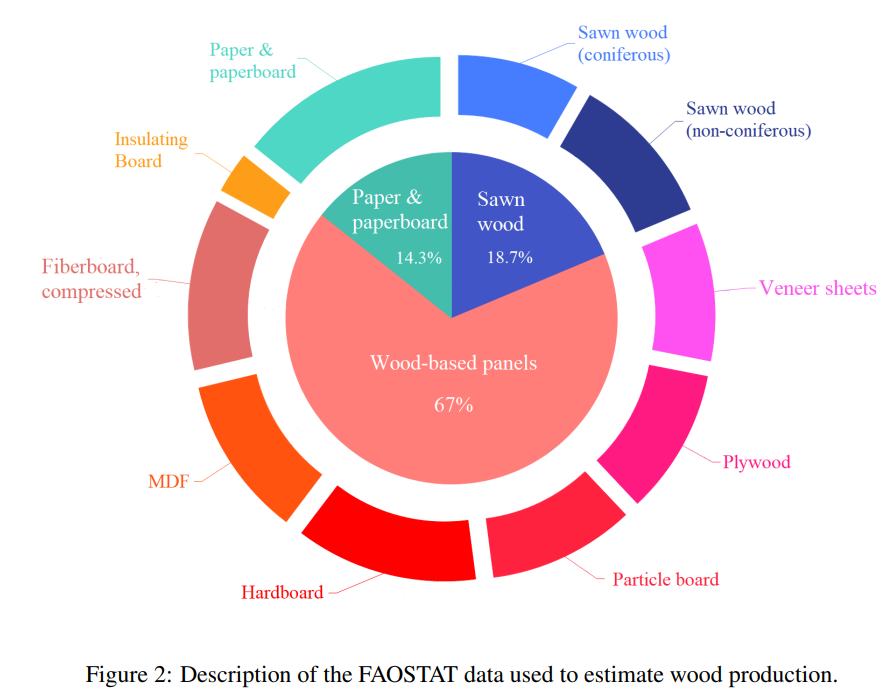 Paper &
paperboard
Sawn wood
(coniferous)
Sawn wood
(non-coniferous)
Insulating
Board
Paper &
paperboard
14.3%
Sawn
wood
18.7%
Fiberboard,
compressed
Veneer sheets
Wood-based panels
67%
Plywood
MDF
Particle board
Hardboard
Figure 2: Description of the FAOSTAT data used to estimate wood production.